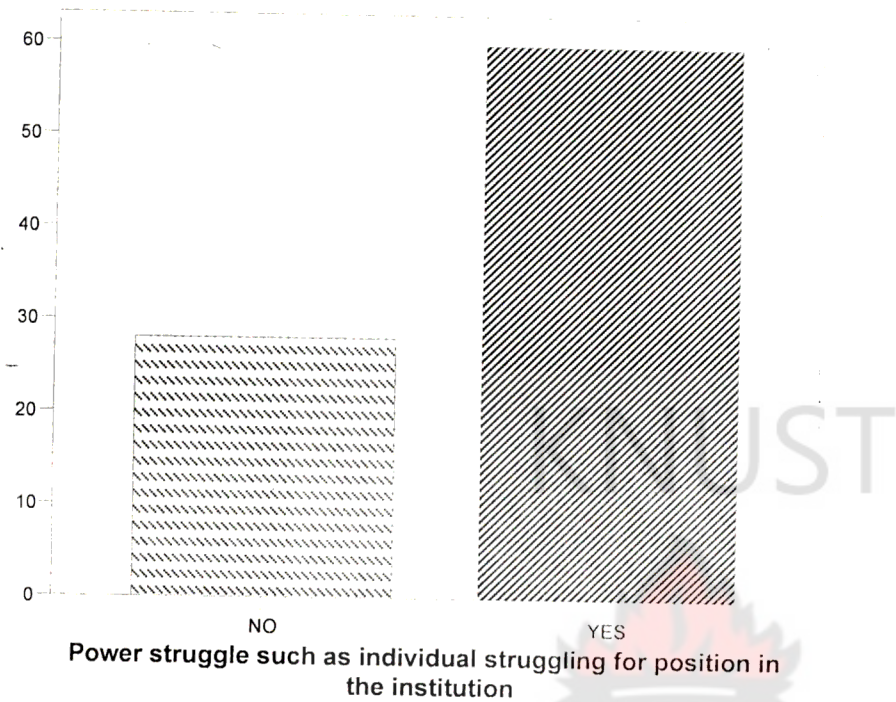 60
50
40
30
20
10
0
KNUST
NO
YES
Power struggle such as individual struggling for position in
the institution